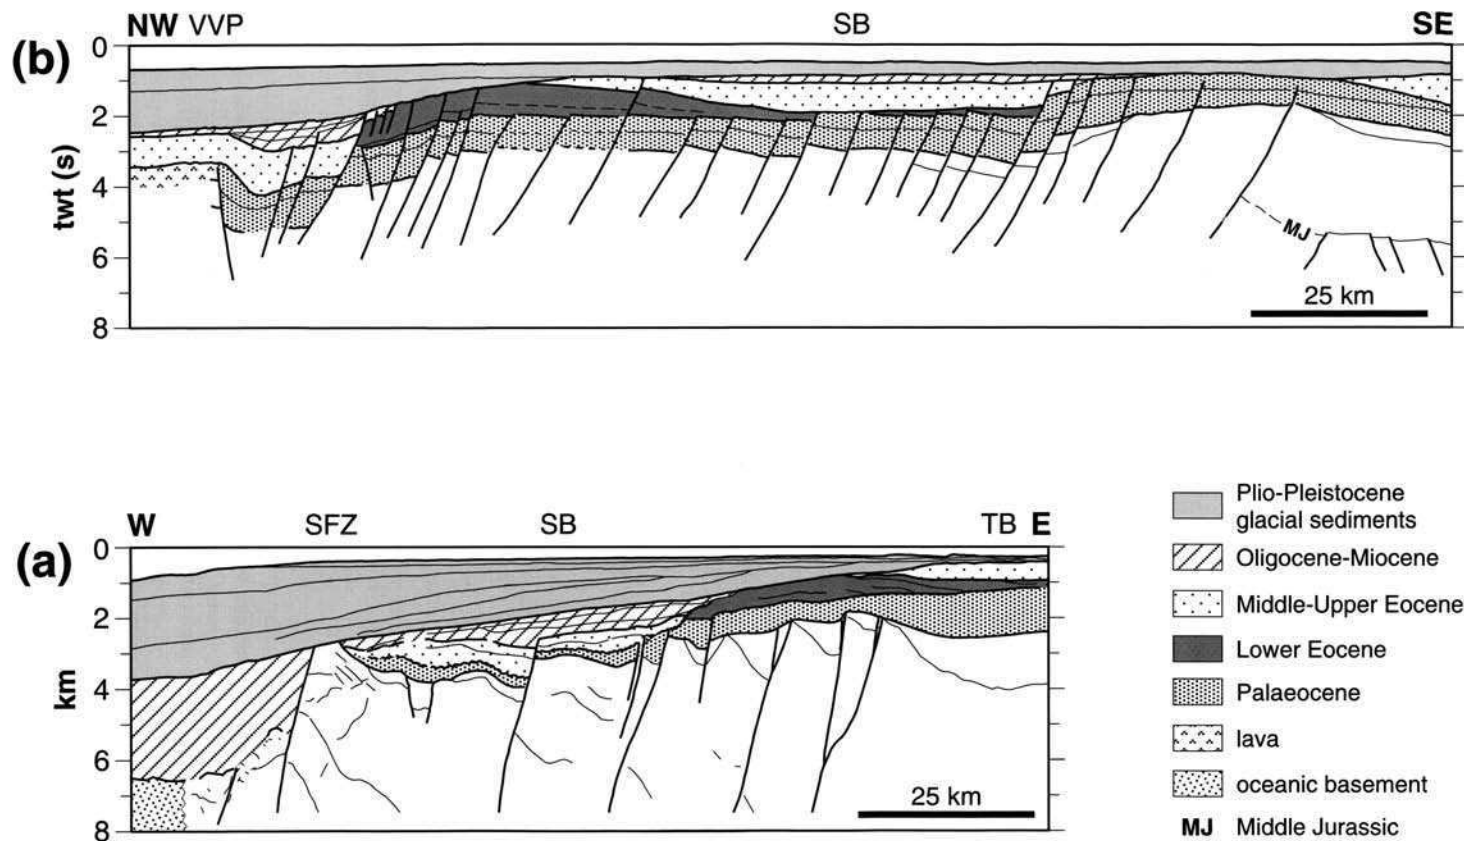 NW VVP SB SE
(b)
0
2
4
6
8
twt (s)
MJ
25 km
W SFZ SB TB E
(a)
0
2
4
6
8
km
25 km
Plio-Pleistocene
glacial sediments
Oligocene-Miocene
Middle-Upper Eocene
Lower Eocene
Palaeocene
lava
oceanic basement
MJ Middle Jurassic